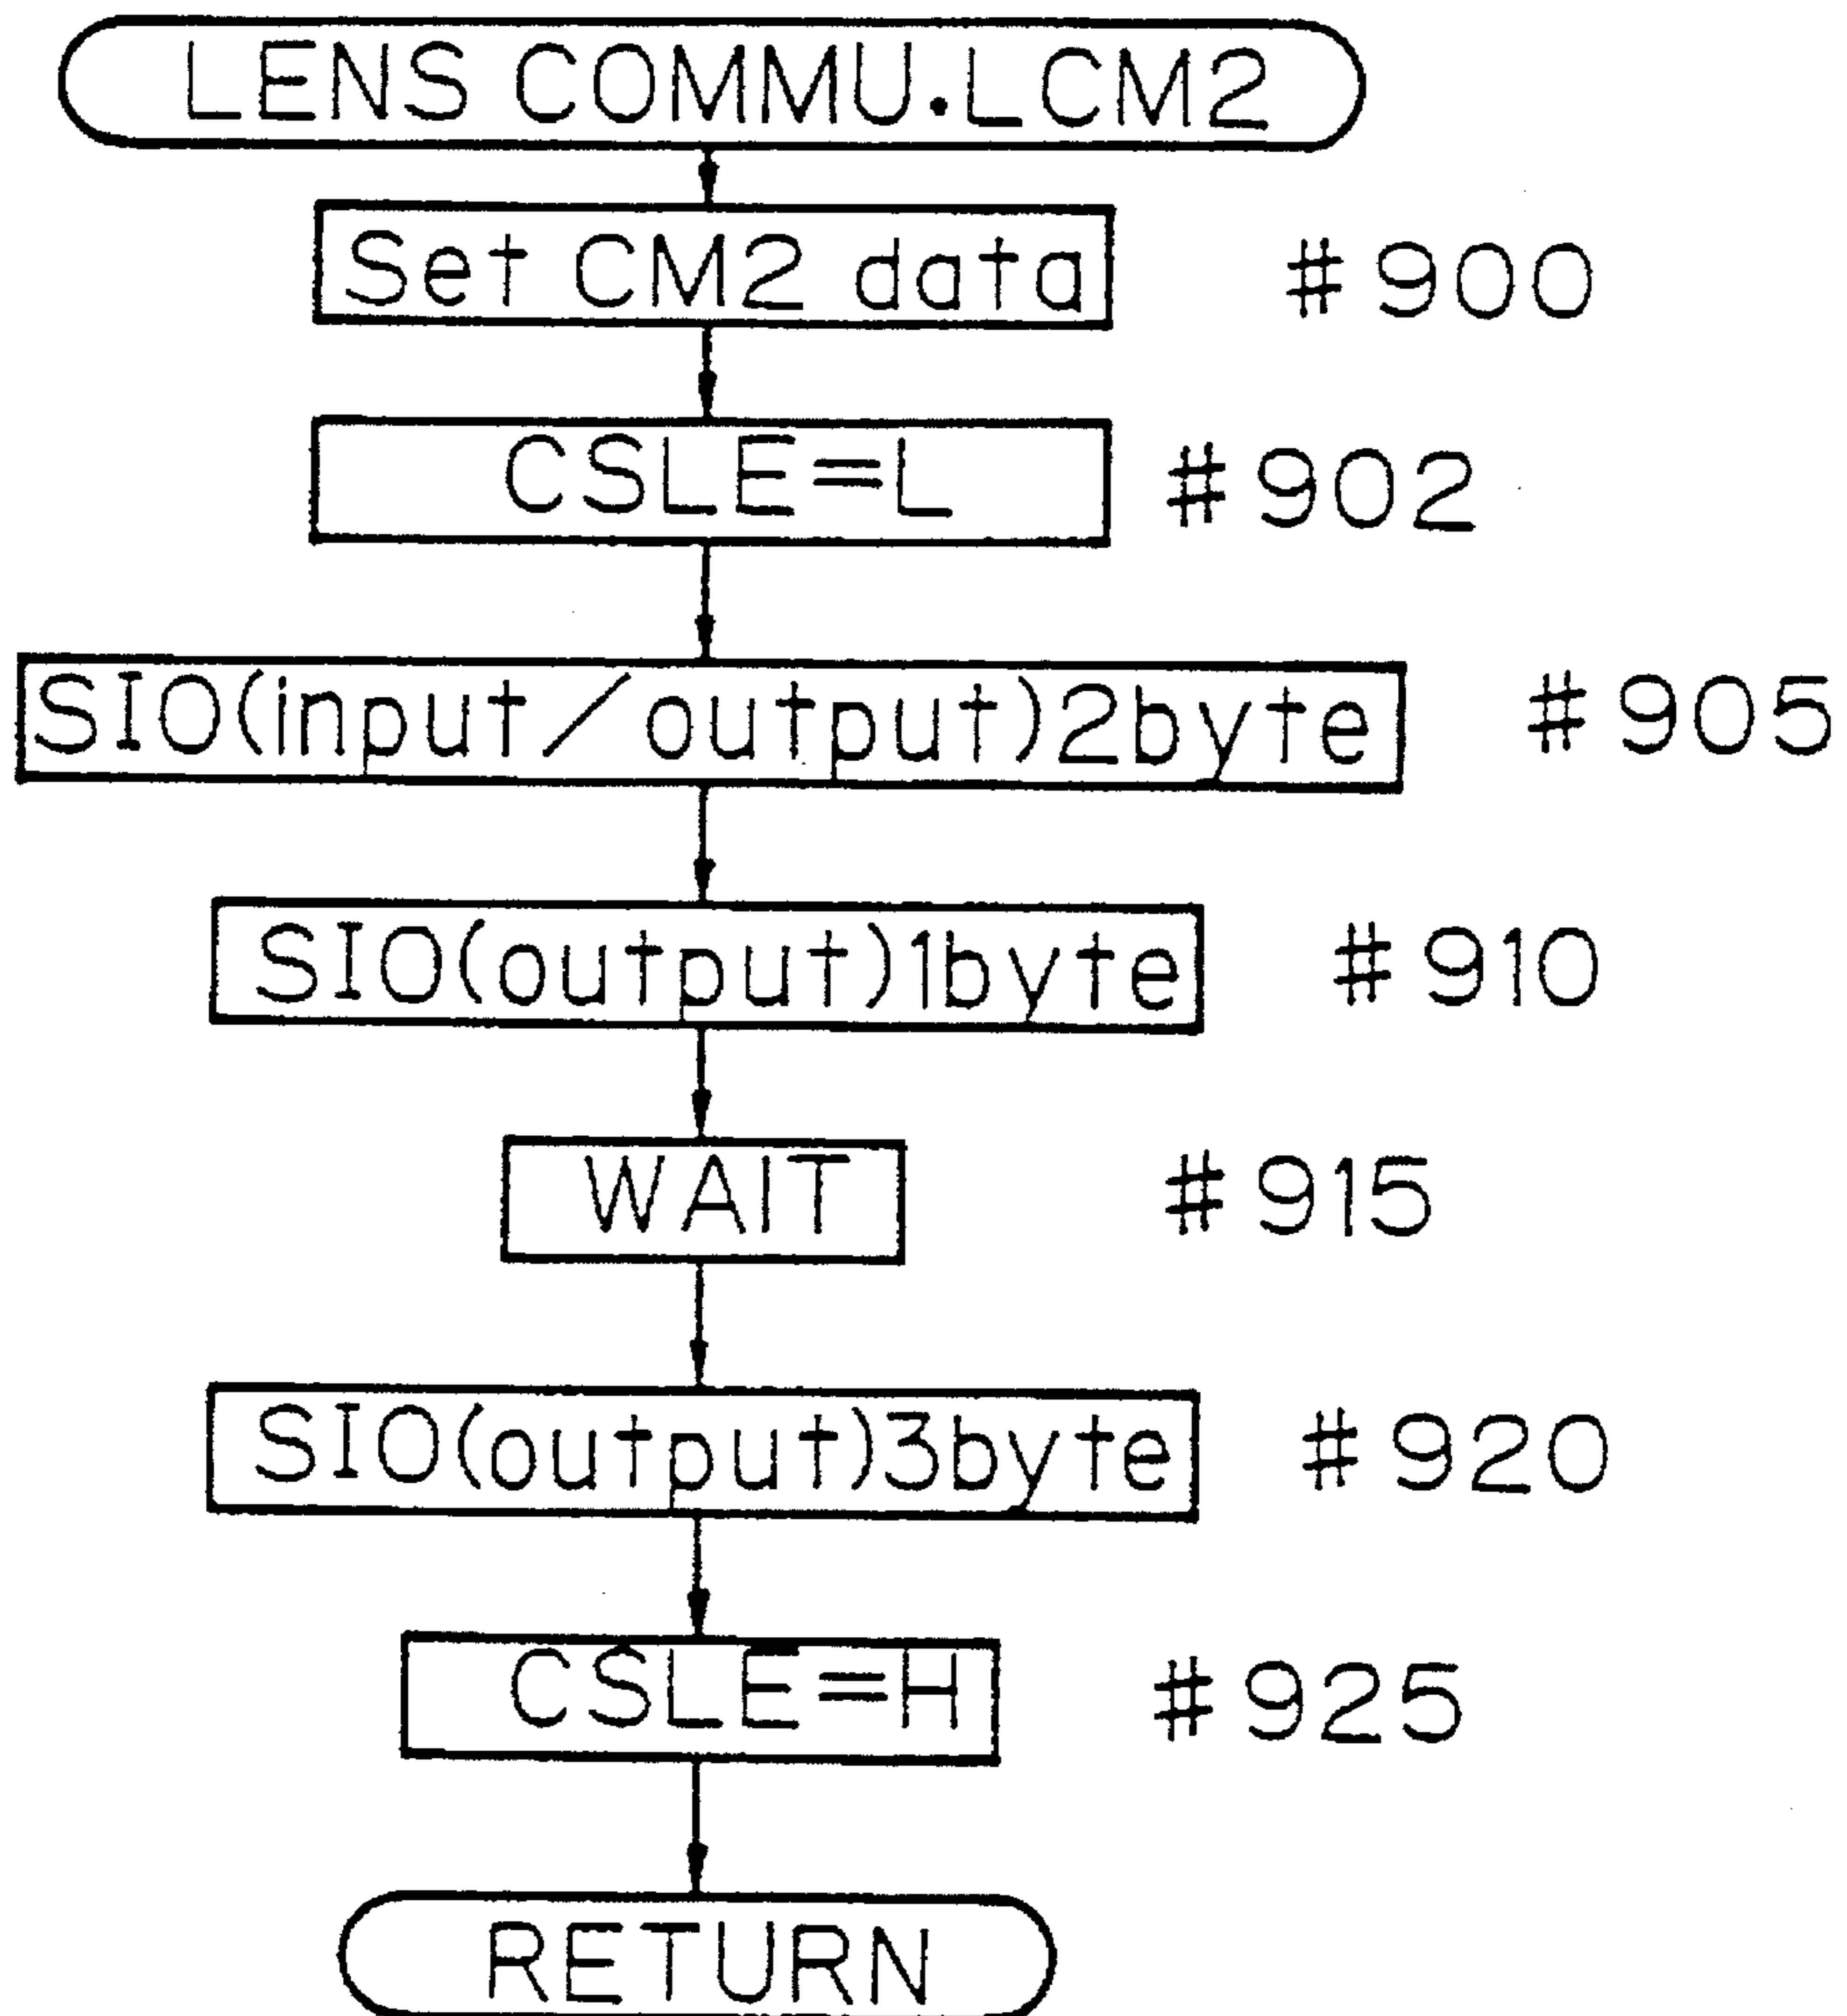 LENS COMMU.LCM2
Set CM2 data #900
CSLE=L #902
SIO(input/output)2byte #905
SIO(output)1byte #910
WAIT #915
SIO(output)3byte #920
CSLE=H #925
RETURN